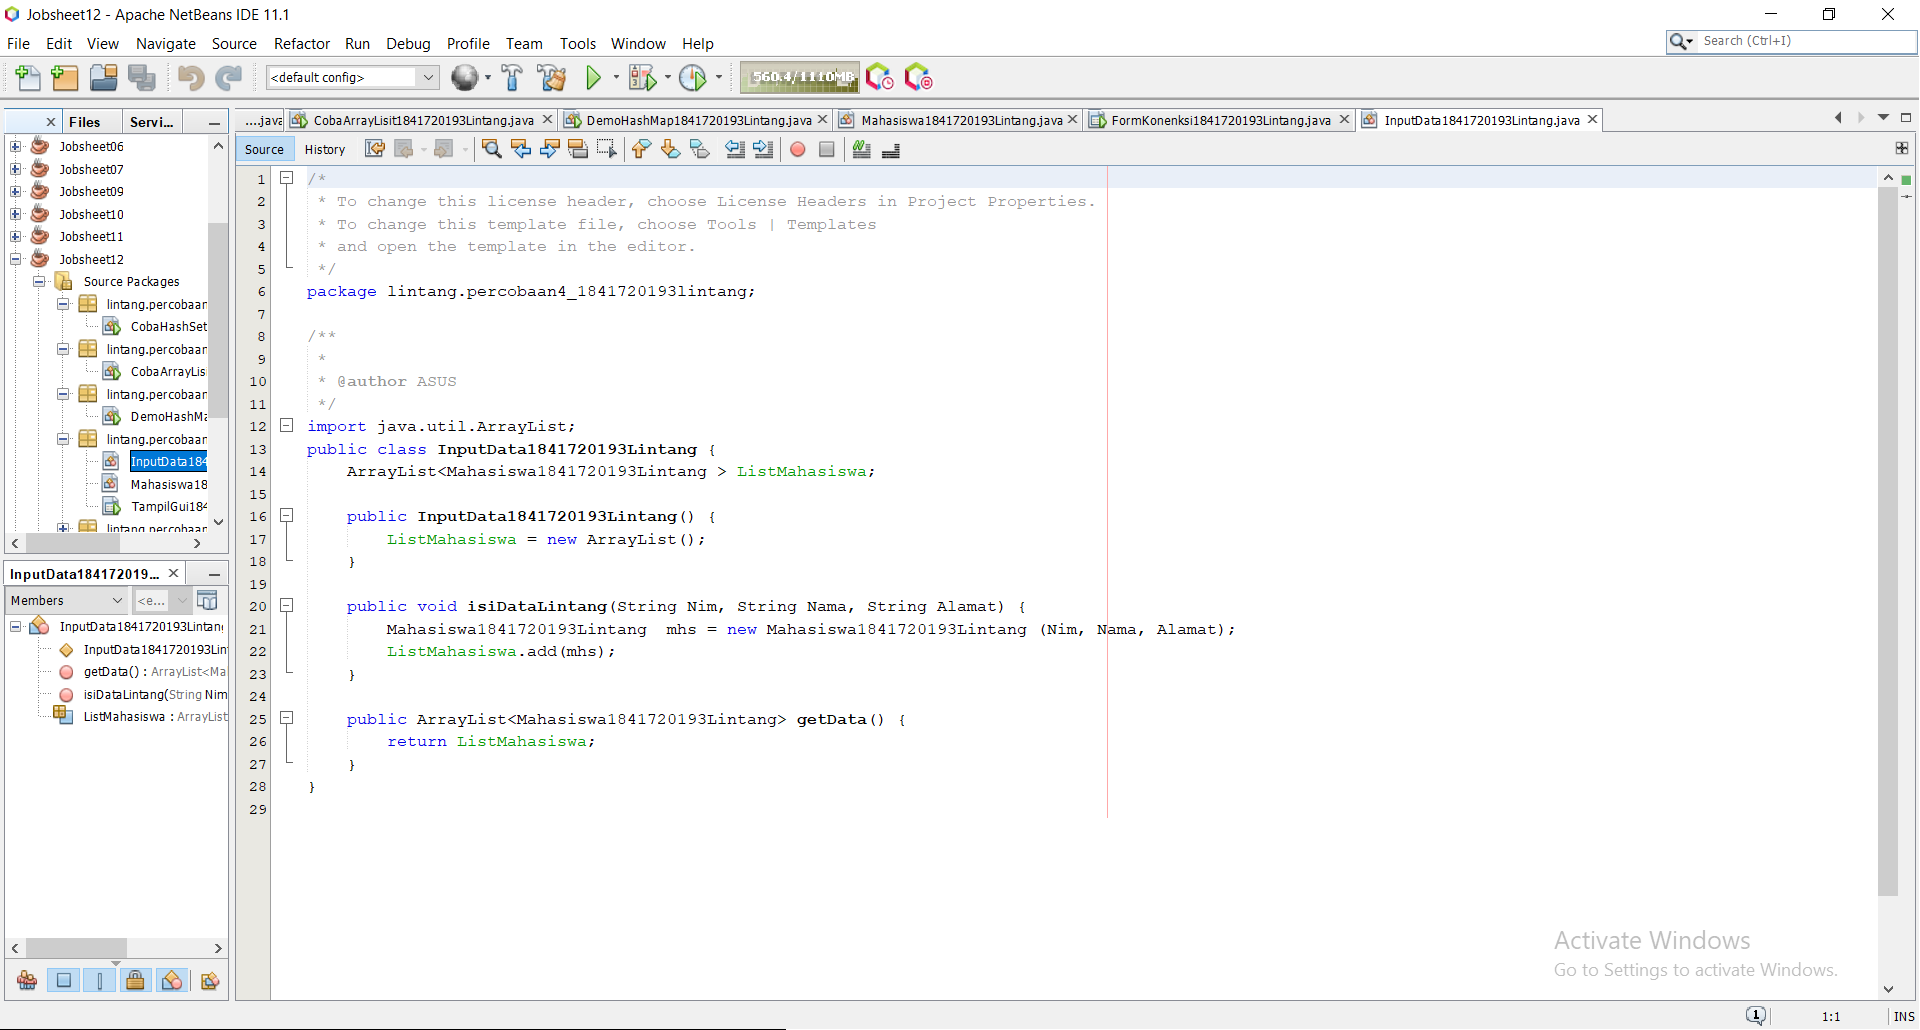 Jobsheet12 - Apache NetBeans IDE 11.1
File Edit View Navigate Source Refactor Run Debug Profile Team Tools Window Help
Search (Ctrl+I)
<default config>
560.4/1110MB
Files Servi...
....java CobaArrayLisit1841720193Lintang.java DemoHashMap1841720193Lintang.java Mahasiswa1841720193Lintang.java FormKonenksi1841720193Lintang.java InputData1841720193Lintang.java
Source History
Jobsheet06
Jobsheet07
Jobsheet09
Jobsheet10
Jobsheet11
Jobsheet12
Source Packages
lintang.percobaan
CobaHashSet
lintang.percobaan
CobaArrayLis
lintang.percobaan
DemoHashMa
lintang.percobaan
InputData184
Mahasiswa18
TampilGui184
lintang.percobaan
InputData184172019...
Members <e...
InputData1841720193Lintang
InputData1841720193Lin
getData() : ArrayList<Ma
isiDataLintang(String Nim
ListMahasiswa : ArrayList
1 /*
2 * To change this license header, choose License Headers in Project Properties.
3 * To change this template file, choose Tools | Templates
4 * and open the template in the editor.
5 */
6 package lintang.percobaan4_1841720193lintang;
7
8 /**
9 *
10 * @author ASUS
11 */
12 import java.util.ArrayList;
13 public class InputData1841720193Lintang {
14 ArrayList<Mahasiswa1841720193Lintang > ListMahasiswa;
15
16 public InputData1841720193Lintang() {
17 ListMahasiswa = new ArrayList();
18 }
19
20 public void isiDataLintang(String Nim, String Nama, String Alamat) {
21 Mahasiswa1841720193Lintang  mhs = new Mahasiswa1841720193Lintang (Nim, Nama, Alamat);
22 ListMahasiswa.add(mhs);
23 }
24
25 public ArrayList<Mahasiswa1841720193Lintang> getData() {
26 return ListMahasiswa;
27 }
28 }
29
Activate Windows
Go to Settings to activate Windows.
1 1:1 INS